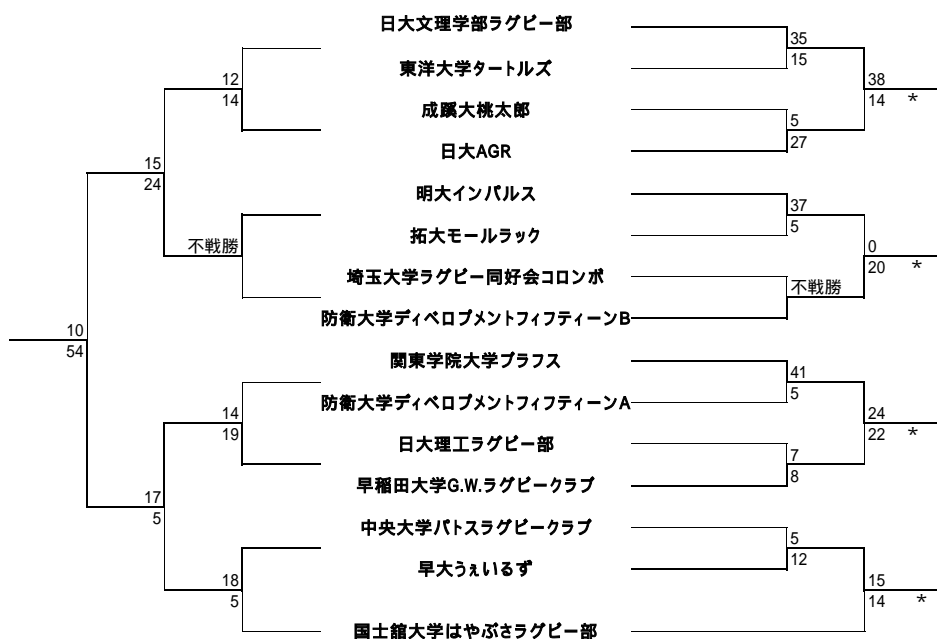 日大文理学部ラグビー部
35
東洋大学タートルズ
15
12
38
14
14
*
成蹊大桃太郎
5
日大AGR
27
15
24
明大インパルス
37
拓大モールラック
5
不戦勝
0
20
*
埼玉大学ラグビー同好会コロンボ
不戦勝
防衛大学ディベロプメントフィフティーンB
10
54
関東学院大学ブラフス
41
防衛大学ディベロプメントフィフティーンA
5
14
24
19
22
*
日大理工ラグビー部
7
早稲田大学G.W.ラグビークラブ
8
17
5
中央大学パトスラグビークラブ
5
早大うぇいるず
12
18
15
5
14
*
国士舘大学はやぶさラグビー部